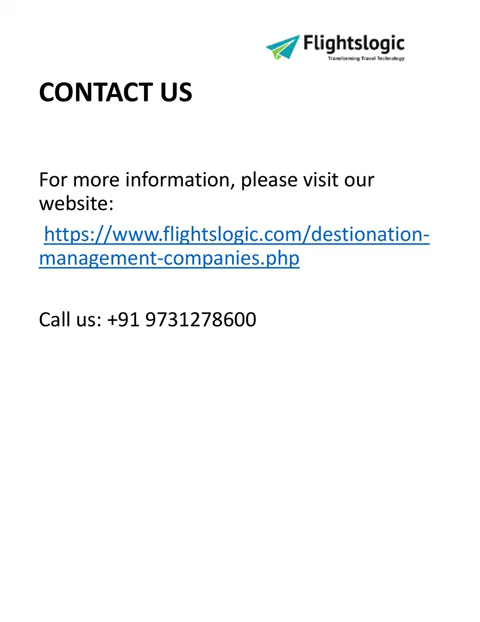 Flightslogic
Transforming Travel Technology
CONTACT US
For more information, please visit our
website:
https://www.flightslogic.com/destionation-
management-companies.php
Call us: +91 9731278600